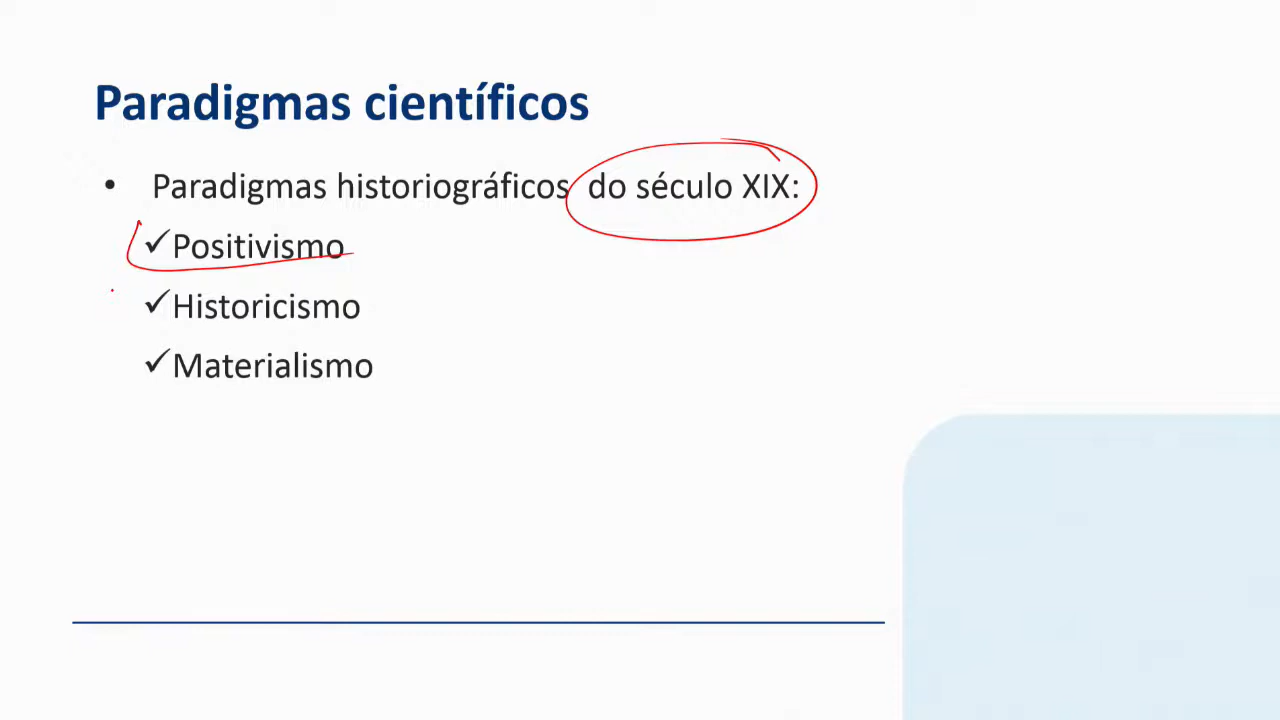 Paradigmas científicos
• Paradigmas historiográficos do século XIX:
✓Positivismo
✓Historicismo
✓Materialismo